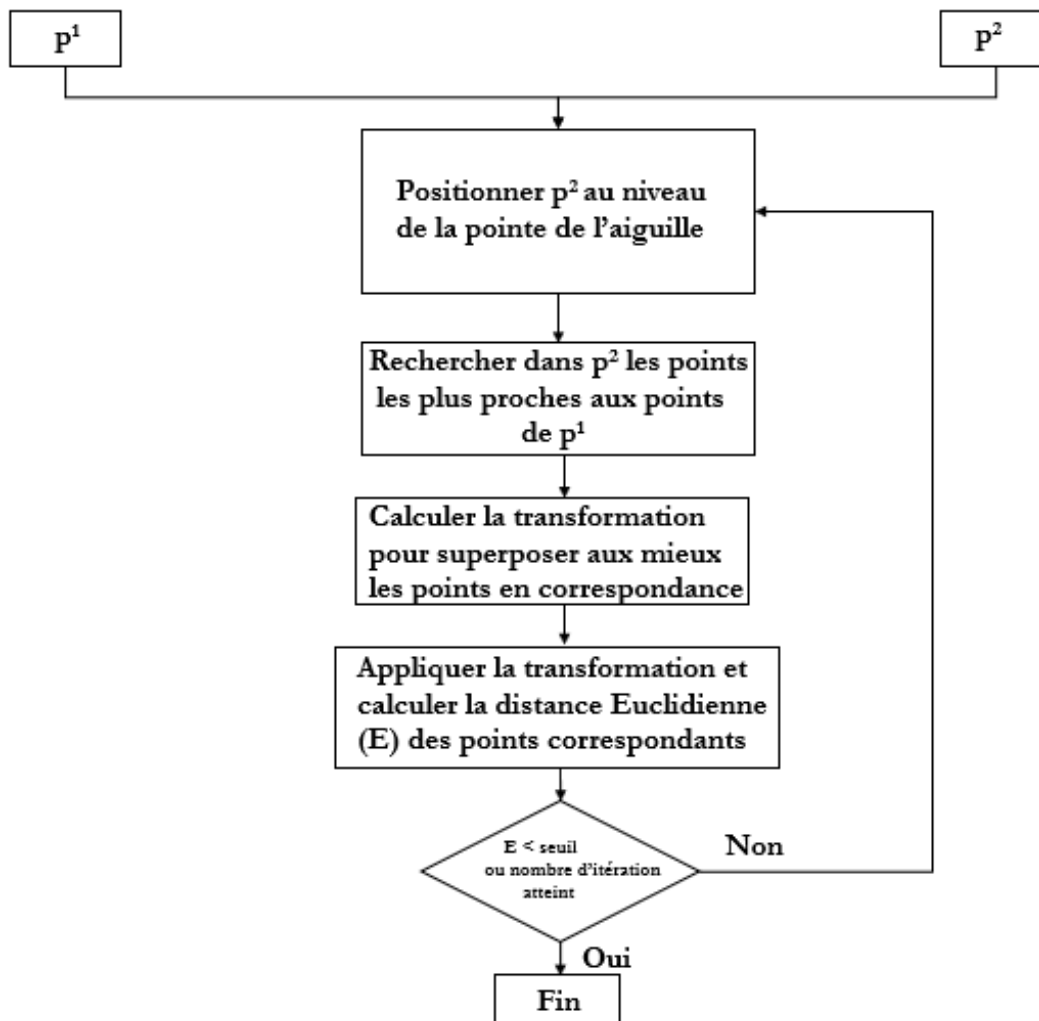 p¹
p²
Positionner p² au niveau
de la pointe de l'aiguille
Rechercher dans p² les points
les plus proches aux points
de p¹
Calculer la transformation
pour superposer aux mieux
les points en correspondance
Appliquer la transformation et
calculer la distance Euclidienne
(E) des points correspondants
E < seuil
ou nombre d'itération
atteint
Non
Oui
Fin